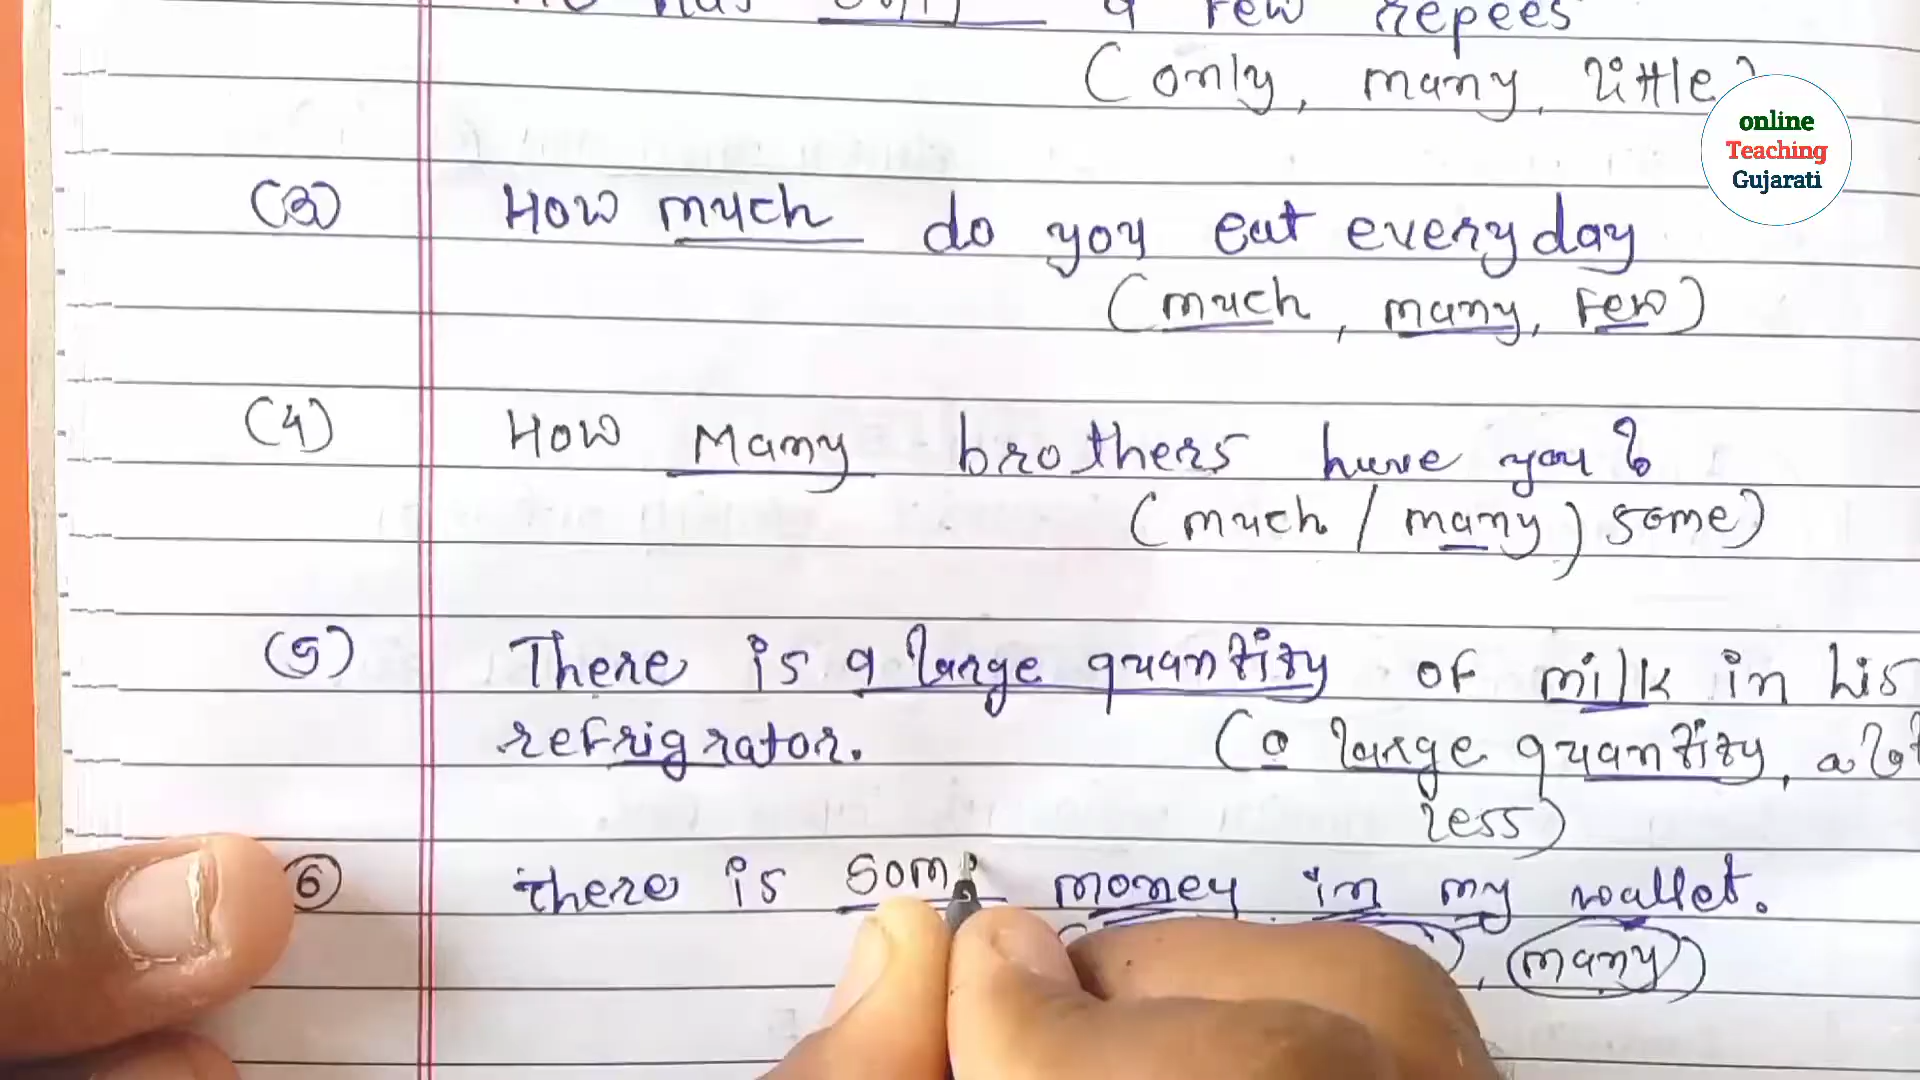 a few repees
(only, many, little)
online
Teaching
Gujarati
(3) How much do you eat everyday
(much, many, few)
(4) How Many brothers have you?
(much / many) some)
(5) There is a large quantity of milk in his
refrigrator. (a large quantity, a lot
less)
6 there is som money in my wallet.
, many)